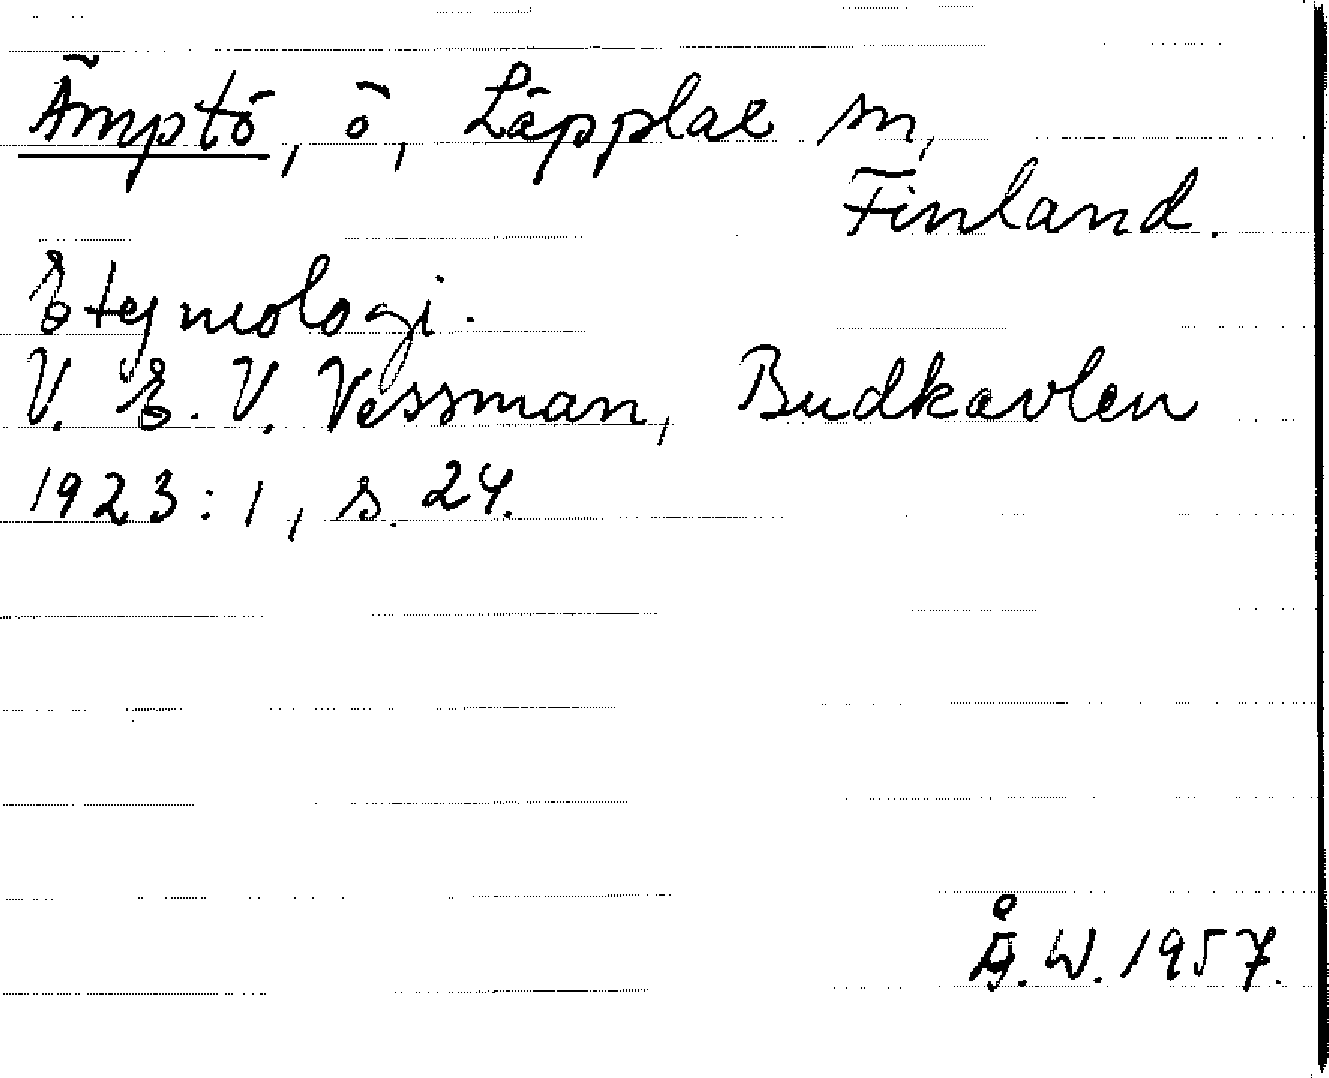 Ämptö, ö, Läpplax sn,
Finland.
Etymologi.
V. E. V. Vessman, Budkavlen
1923:1, s. 24.
Å. W. 1957.